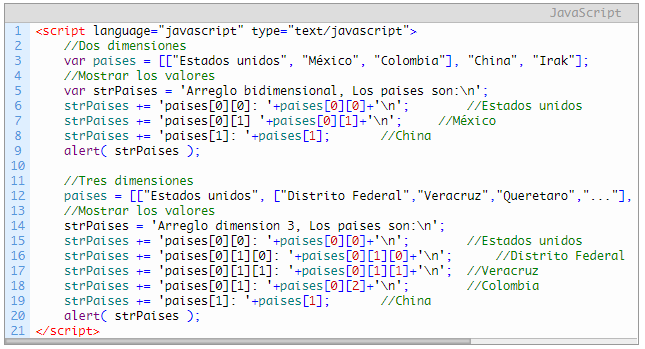 JavaScript
1 <script language="javascript" type="text/javascript">
2 //Dos dimensiones
3 var paises = [["Estados unidos", "México", "Colombia"], "China", "Irak"];
4 //Mostrar los valores
5 var strPaises = 'Arreglo bidimensional, Los paises son:\n';
6 strPaises += 'paises[0][0]: '+paises[0][0]+'\n'; //Estados unidos
7 strPaises += 'paises[0][1] '+paises[0][1]+'\n'; //México
8 strPaises += 'paises[1]: '+paises[1]; //China
9 alert( strPaises );
10
11 //Tres dimensiones
12 paises = [["Estados unidos", ["Distrito Federal","Veracruz","Queretaro","..."],
13 //Mostrar los valores
14 strPaises = 'Arreglo dimension 3, Los paises son:\n';
15 strPaises += 'paises[0][0]: '+paises[0][0]+'\n'; //Estados unidos
16 strPaises += 'paises[0][1][0]: '+paises[0][1][0]+'\n'; //Distrito Federal
17 strPaises += 'paises[0][1][1]: '+paises[0][1][1]+'\n'; //Veracruz
18 strPaises += 'paises[0][1]: '+paises[0][2]+'\n'; //Colombia
19 strPaises += 'paises[1]: '+paises[1]; //China
20 alert( strPaises );
21 </script>